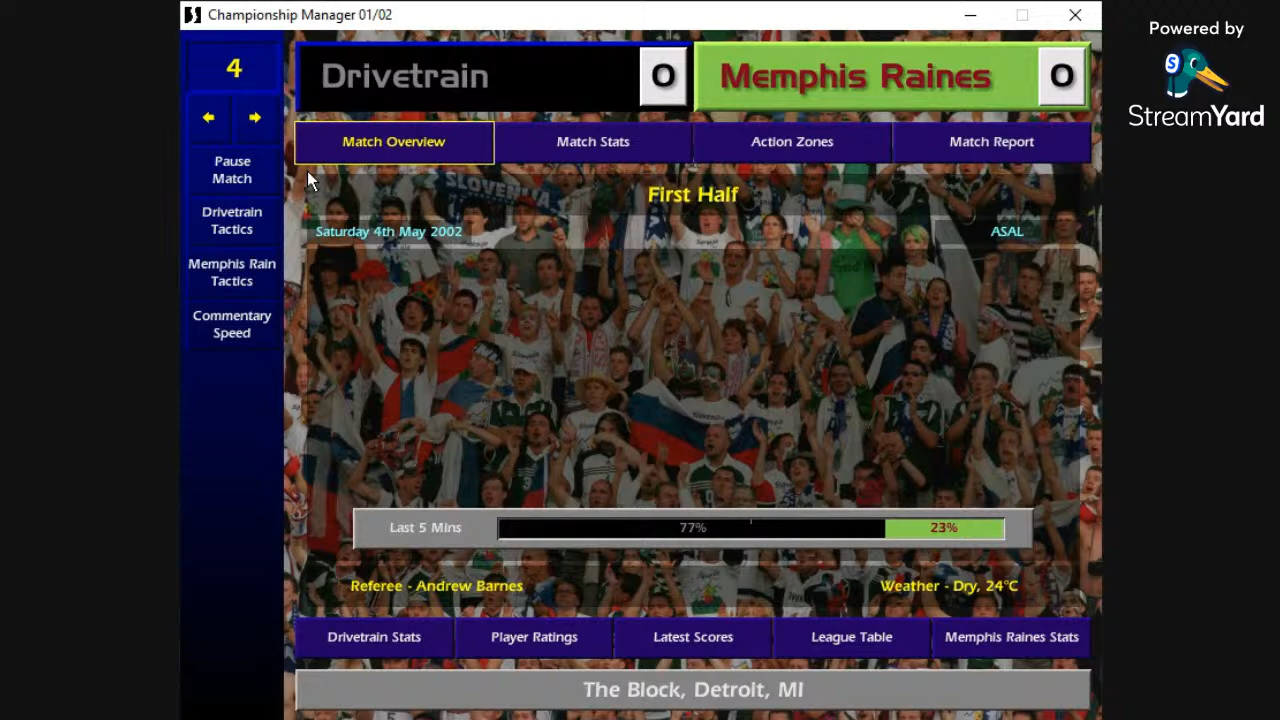 Championship Manager 01/02
Powered by
StreamYard
4
Drivetrain 0
Memphis Raines 0
Match Overview
Match Stats
Action Zones
Match Report
Pause
Match
Drivetrain
Tactics
Memphis Rain
Tactics
Commentary
Speed
First Half
Saturday 4th May 2002
ASAL
SLOVENIJA
Last 5 Mins
77%
23%
Referee - Andrew Barnes
Weather - Dry, 24°C
Drivetrain Stats
Player Ratings
Latest Scores
League Table
Memphis Raines Stats
The Block, Detroit, MI